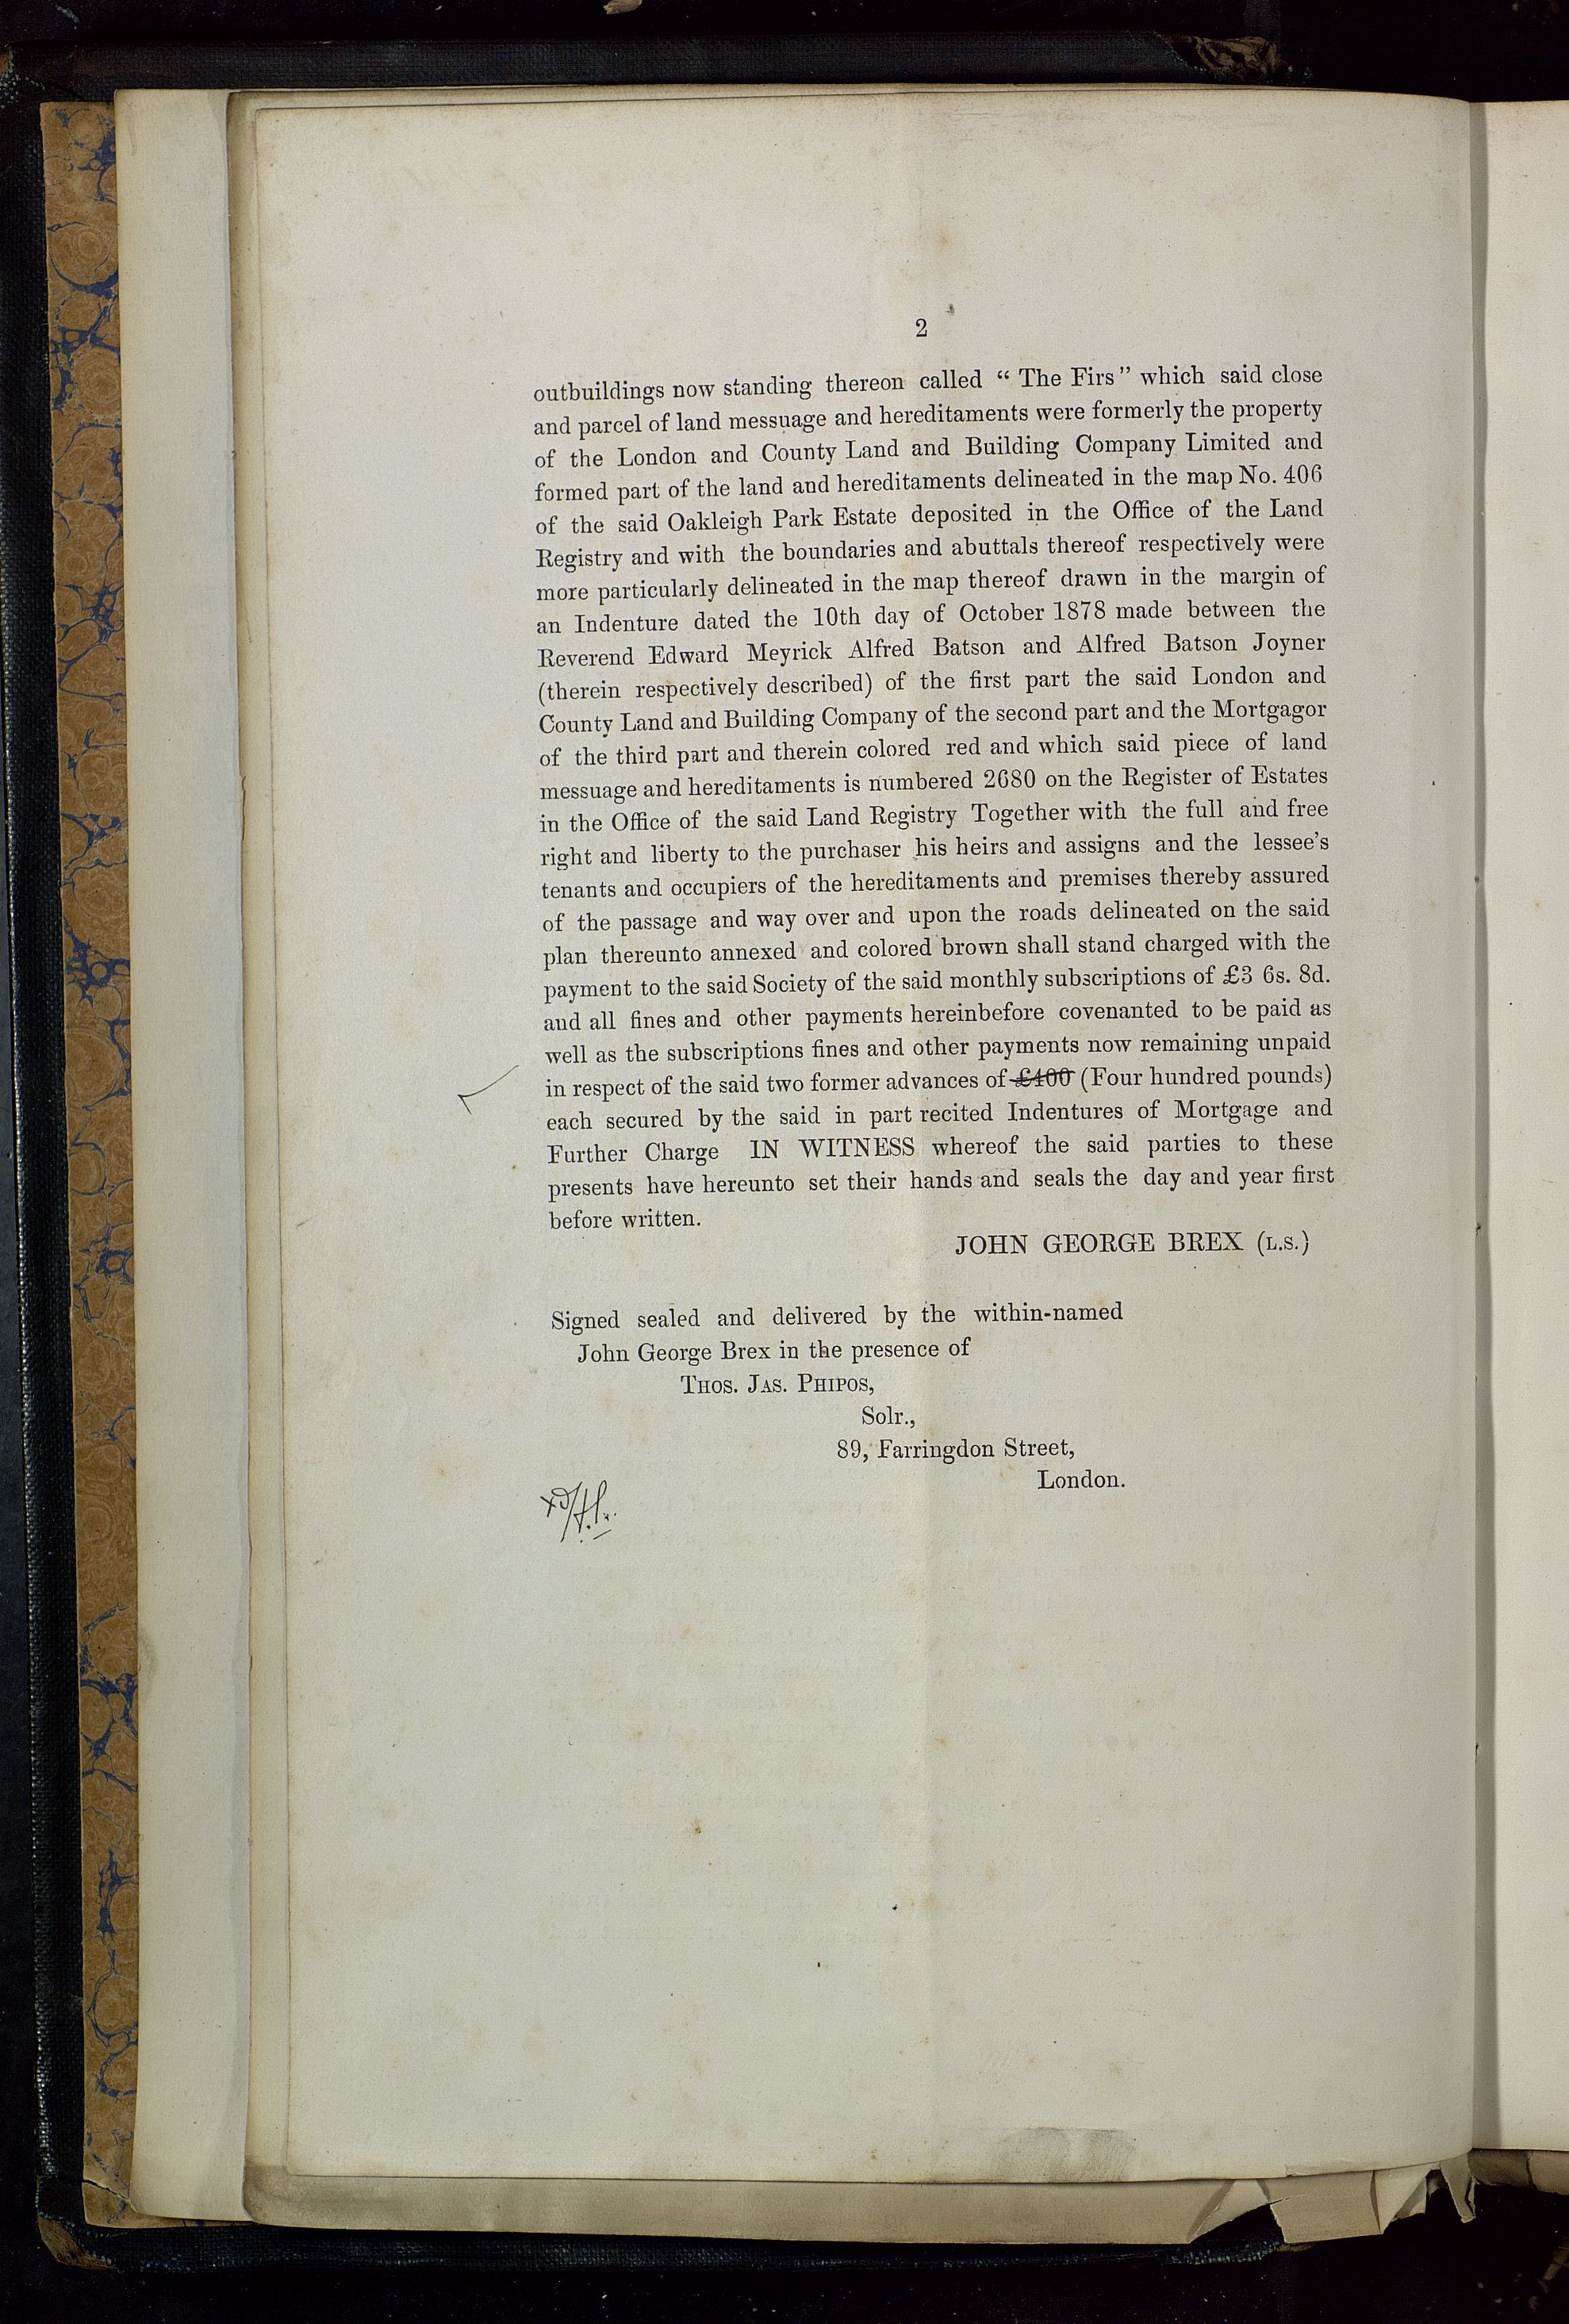 2
outbuildings now standing thereon called “ The Firs ” which said close
and parcel of land messuage and hereditaments were formerly the property
of the London and County Land and Building Company Limited and
formed part of the land and hereditaments delineated in the map No. 406
of the said Oakleigh Park Estate deposited in the Office of the Land
Registry and with the boundaries and abuttals thereof respectively were
more particularly delineated in the map thereof drawn in the margin of
an Indenture dated the 10th day of October 1878 made between the
Reverend Edward Meyrick Alfred Batson and Alfred Batson Joyner
(therein respectively described) of the first part the said London and
County Land and Building Company of the second part and the Mortgagor
of the third part and therein colored red and which said piece of land
messuage and hereditaments is numbered 2680 on the Register of Estates
in the Office of the said Land Registry Together with the full and free
right and liberty to the purchaser his heirs and assigns and the lessee’s
tenants and occupiers of the hereditaments and premises thereby assured
of the passage and way over and upon the roads delineated on the said
plan thereunto annexed and colored brown shall stand charged with the
payment to the said Society of the said monthly subscriptions of £3 6s. 8d.
and all fines and other payments hereinbefore covenanted to be paid as
well as the subscriptions fines and other payments now remaining unpaid
in respect of the said two former advances of £400 (Four hundred pounds)
each secured by the said in part recited Indentures of Mortgage and
Further Charge IN WITNESS whereof the said parties to these
presents have hereunto set their hands and seals the day and year first
before written.
JOHN GEORGE BREX (L.S.)
Signed sealed and delivered by the within-named
John George Brex in the presence of
THOS. JAS. PHIPOS,
Solr.,
89, Farringdon Street,
London.